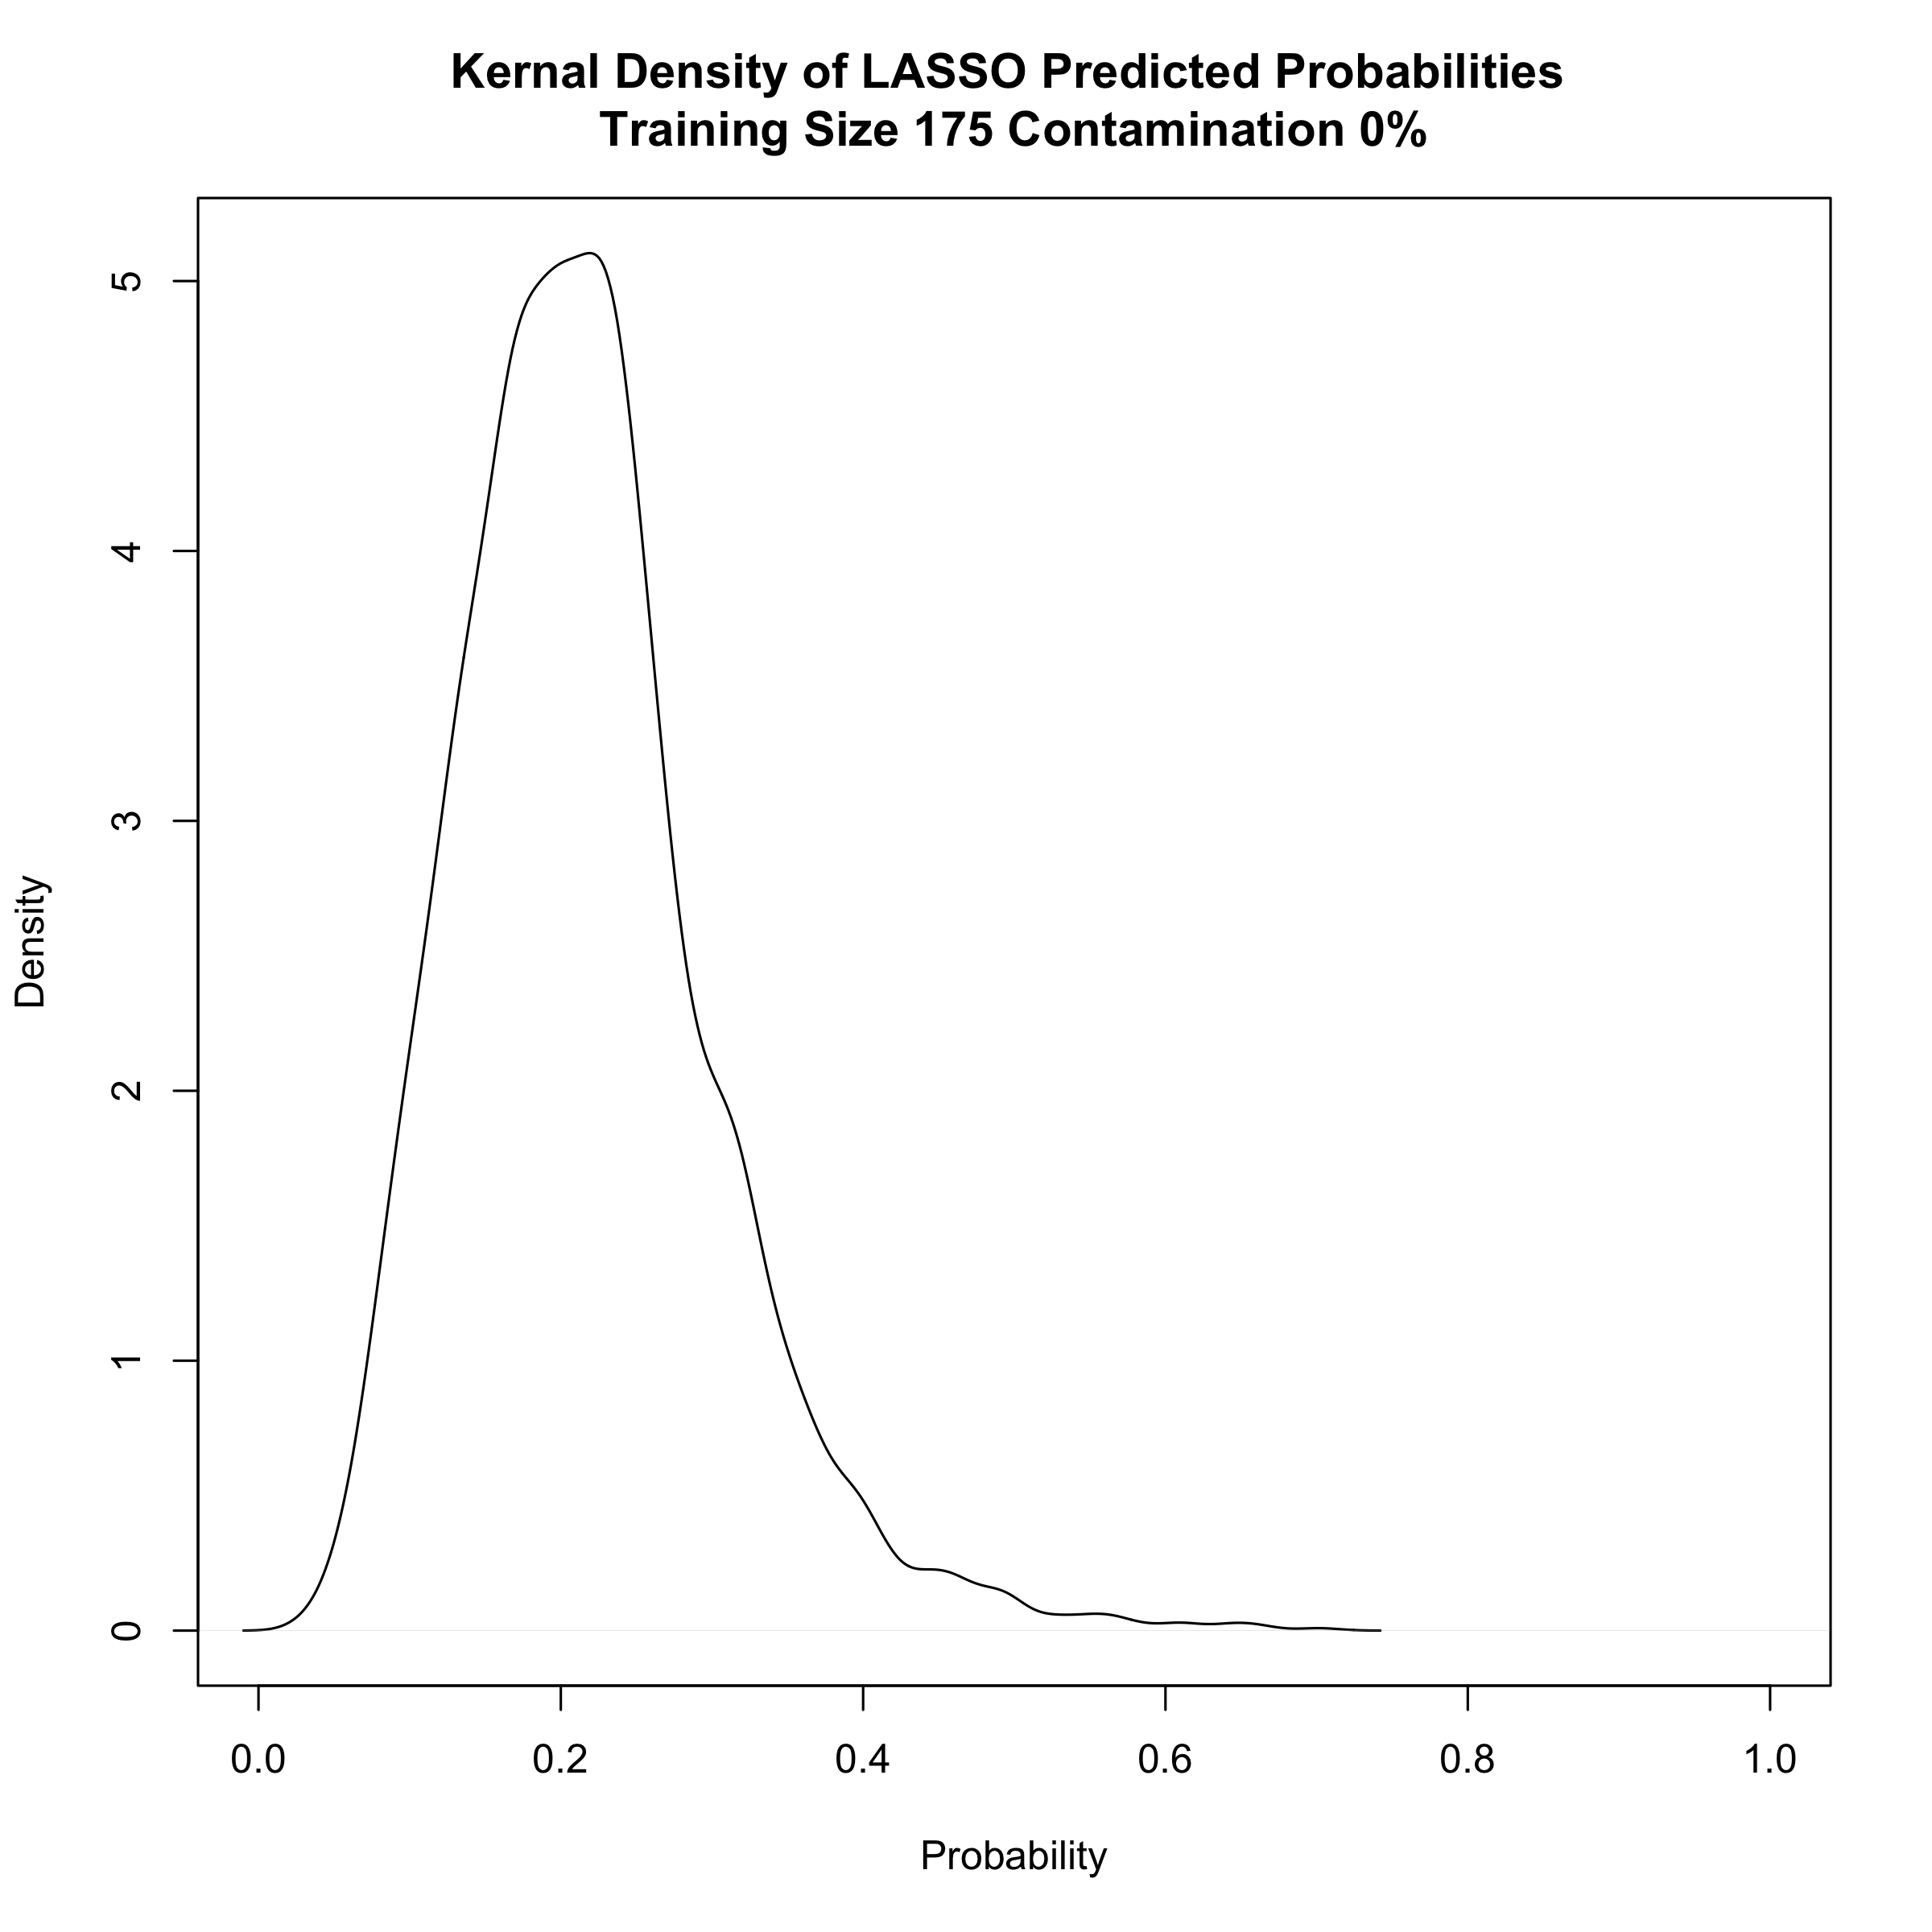 Kernal Density of LASSO Predicted Probabilities
Training Size 175 Contamination 0%
Density
5
4
3
2
1
0
0.0 0.2 0.4 0.6 0.8 1.0
Probability